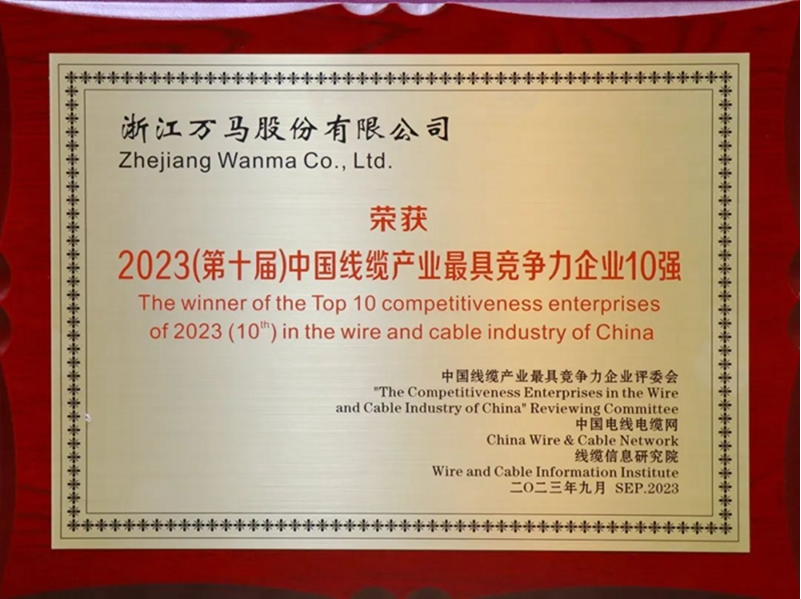 浙江万马股份有限公司
Zhejiang Wanma Co., Ltd.
荣获
2023(第十届)中国线缆产业最具竞争力企业10强
The winner of the Top 10 competitiveness enterprises
of 2023 (10th) in the wire and cable industry of China
中国线缆产业最具竞争力企业评委会
"The Competitiveness Enterprises in the Wire
and Cable Industry of China" Reviewing Committee
中国电线电缆网
China Wire & Cable Network
线缆信息研究院
Wire and Cable Information Institute
二〇二三年九月 SEP.2023